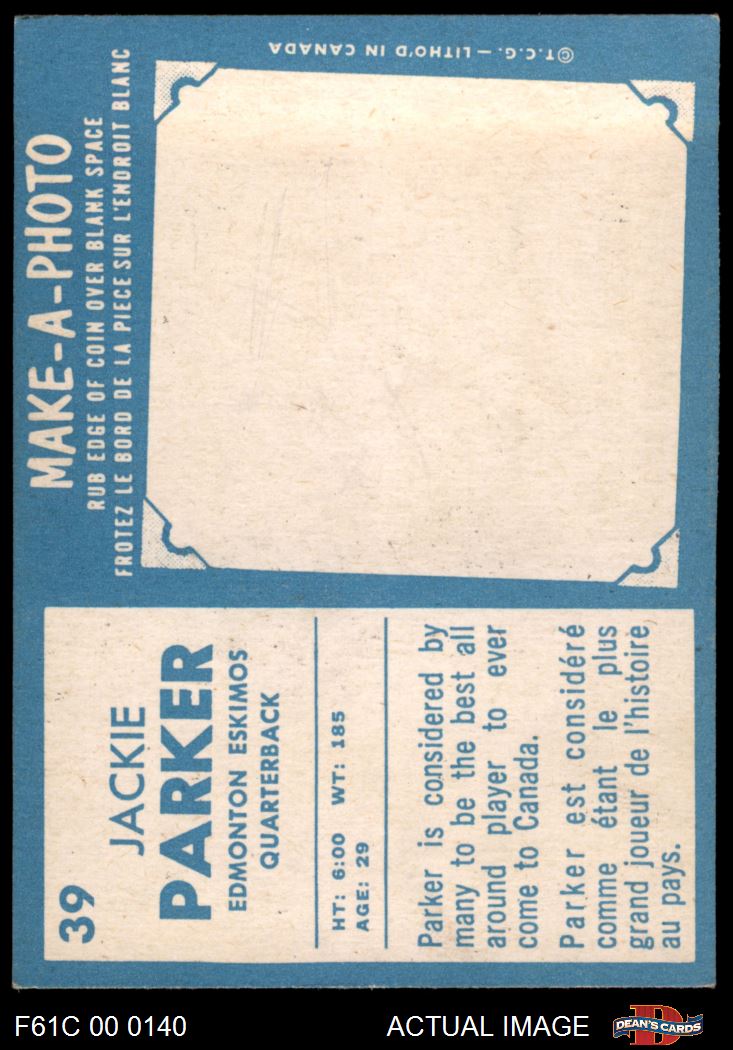 39
JACKIE
PARKER
EDMONTON ESKIMOS
QUARTERBACK
HT: 6:00 WT: 185
AGE: 29
Parker is considered by
many to be the best all
around player to ever
come to Canada.
Parker est considéré
comme étant le plus
grand joueur de l'histoire
au pays.
MAKE-A-PHOTO
RUB EDGE OF COIN OVER BLANK SPACE
FROTEZ LE BORD DE LA PIECE SUR L'ENDROIT BLANC
©T.C.G. — LITHO'D IN CANADA
F61C 00 0140
ACTUAL IMAGE
D
DEAN'S CARDS